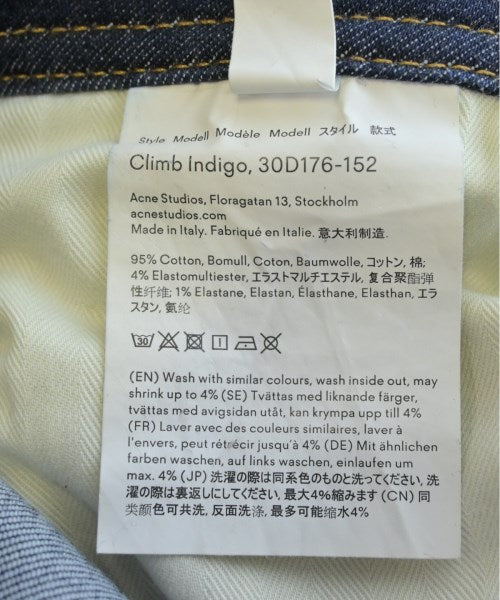 Style Modell Modèle Modell スタイル 款式
Climb Indigo, 30D176-152
Acne Studios, Floragatan 13, Stockholm
acnestudios.com
Made in Italy. Fabriqué en Italie. 意大利制造.
95% Cotton, Bomull, Coton, Baumwolle, コットン, 棉;
4% Elastomultiester, エラストマルチエステル, 复合聚酯弹
性纤维; 1% Elastane, Elastan, Élasthane, Elasthan, エラ
スタン, 氨纶
30
(EN) Wash with similar colours, wash inside out, may
shrink up to 4% (SE) Tvättas med liknande färger,
tvättas med avigsidan utåt, kan krympa upp till 4%
(FR) Laver avec des couleurs similaires, laver à
l'envers, peut rétrécir jusqu'à 4% (DE) Mit ähnlichen
farben waschen, auf links waschen, einlaufen um
max. 4% (JP) 洗濯の際は同系色のものと洗ってください, 洗
濯の際は裏返しにしてください, 最大4%縮みます (CN) 同
类颜色可共洗, 反面洗涤, 最多可能缩水4%